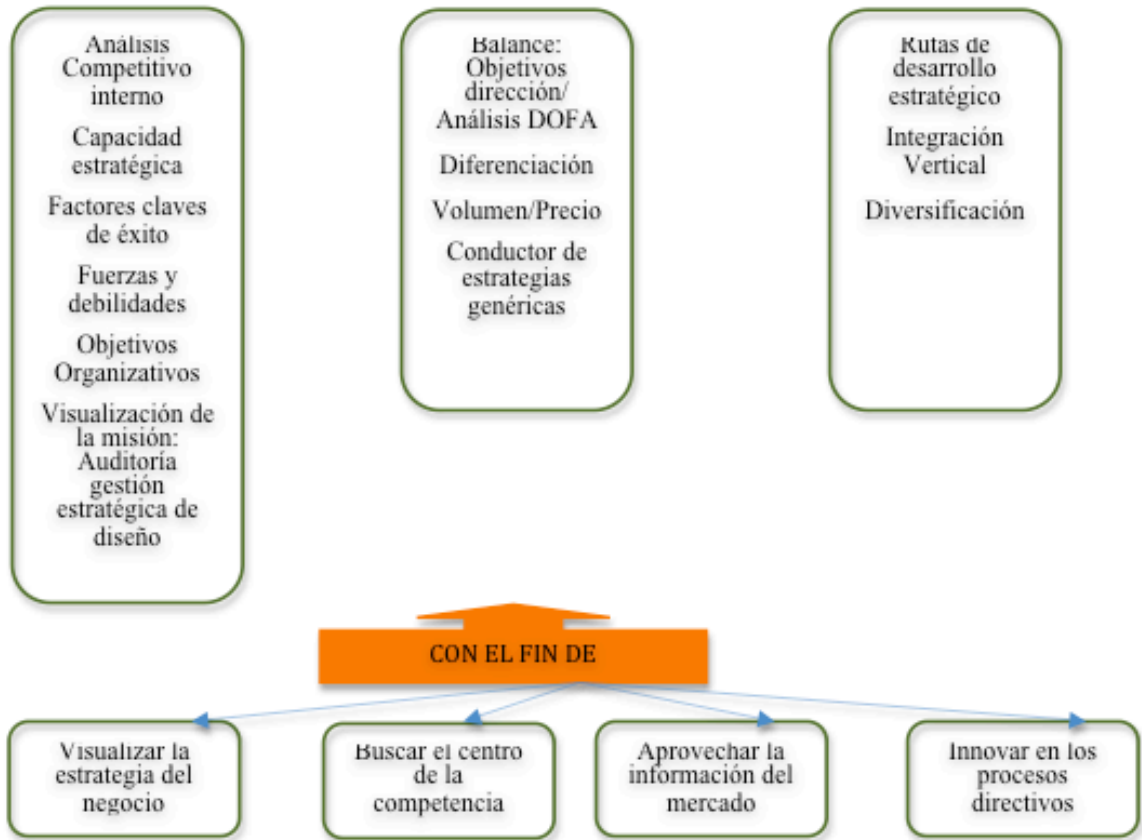 Análisis
Competitivo
interno
Capacidad
estratégica
Factores claves
de éxito
Fuerzas y
debilidades
Objetivos
Organizativos
Visualización de
la misión:
Auditoría
gestión
estratégica de
diseño
Balance:
Objetivos
dirección/
Análisis DOFA
Diferenciación
Volumen/Precio
Conductor de
estrategias
genéricas
Rutas de
desarrollo
estratégico
Integración
Vertical
Diversificación
CON EL FIN DE
Visualizar la
estrategia del
negocio
Buscar el centro
de la
competencia
Aprovechar la
información del
mercado
Innovar en los
procesos
directivos